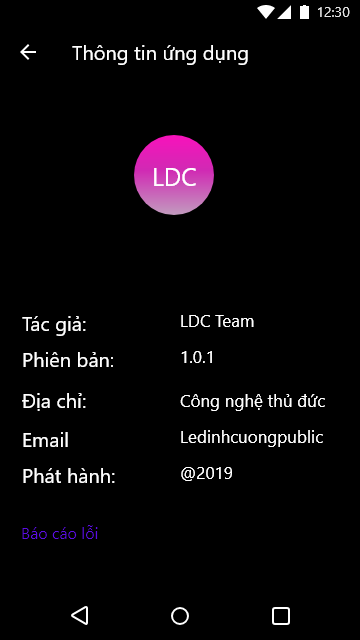 12:30
Thông tin ứng dụng
LDC
Tác giả: LDC Team
Phiên bản: 1.0.1
Địa chỉ: Công nghệ thủ đức
Email Ledinhcuongpublic
Phát hành: @2019
Báo cáo lỗi